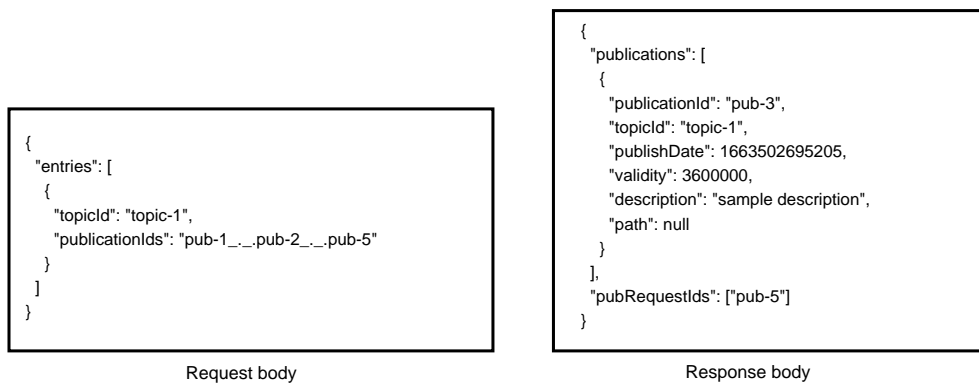 {
"entries": [
{
"topicId": "topic-1",
"publicationIds": "pub-1_._.pub-2_._.pub-5"
}
]
}
Request body
{
"publications": [
{
"publicationId": "pub-3",
"topicId": "topic-1",
"publishDate": 1663502695205,
"validity": 3600000,
"description": "sample description",
"path": null
}
],
"pubRequestIds": ["pub-5"]
}
Response body